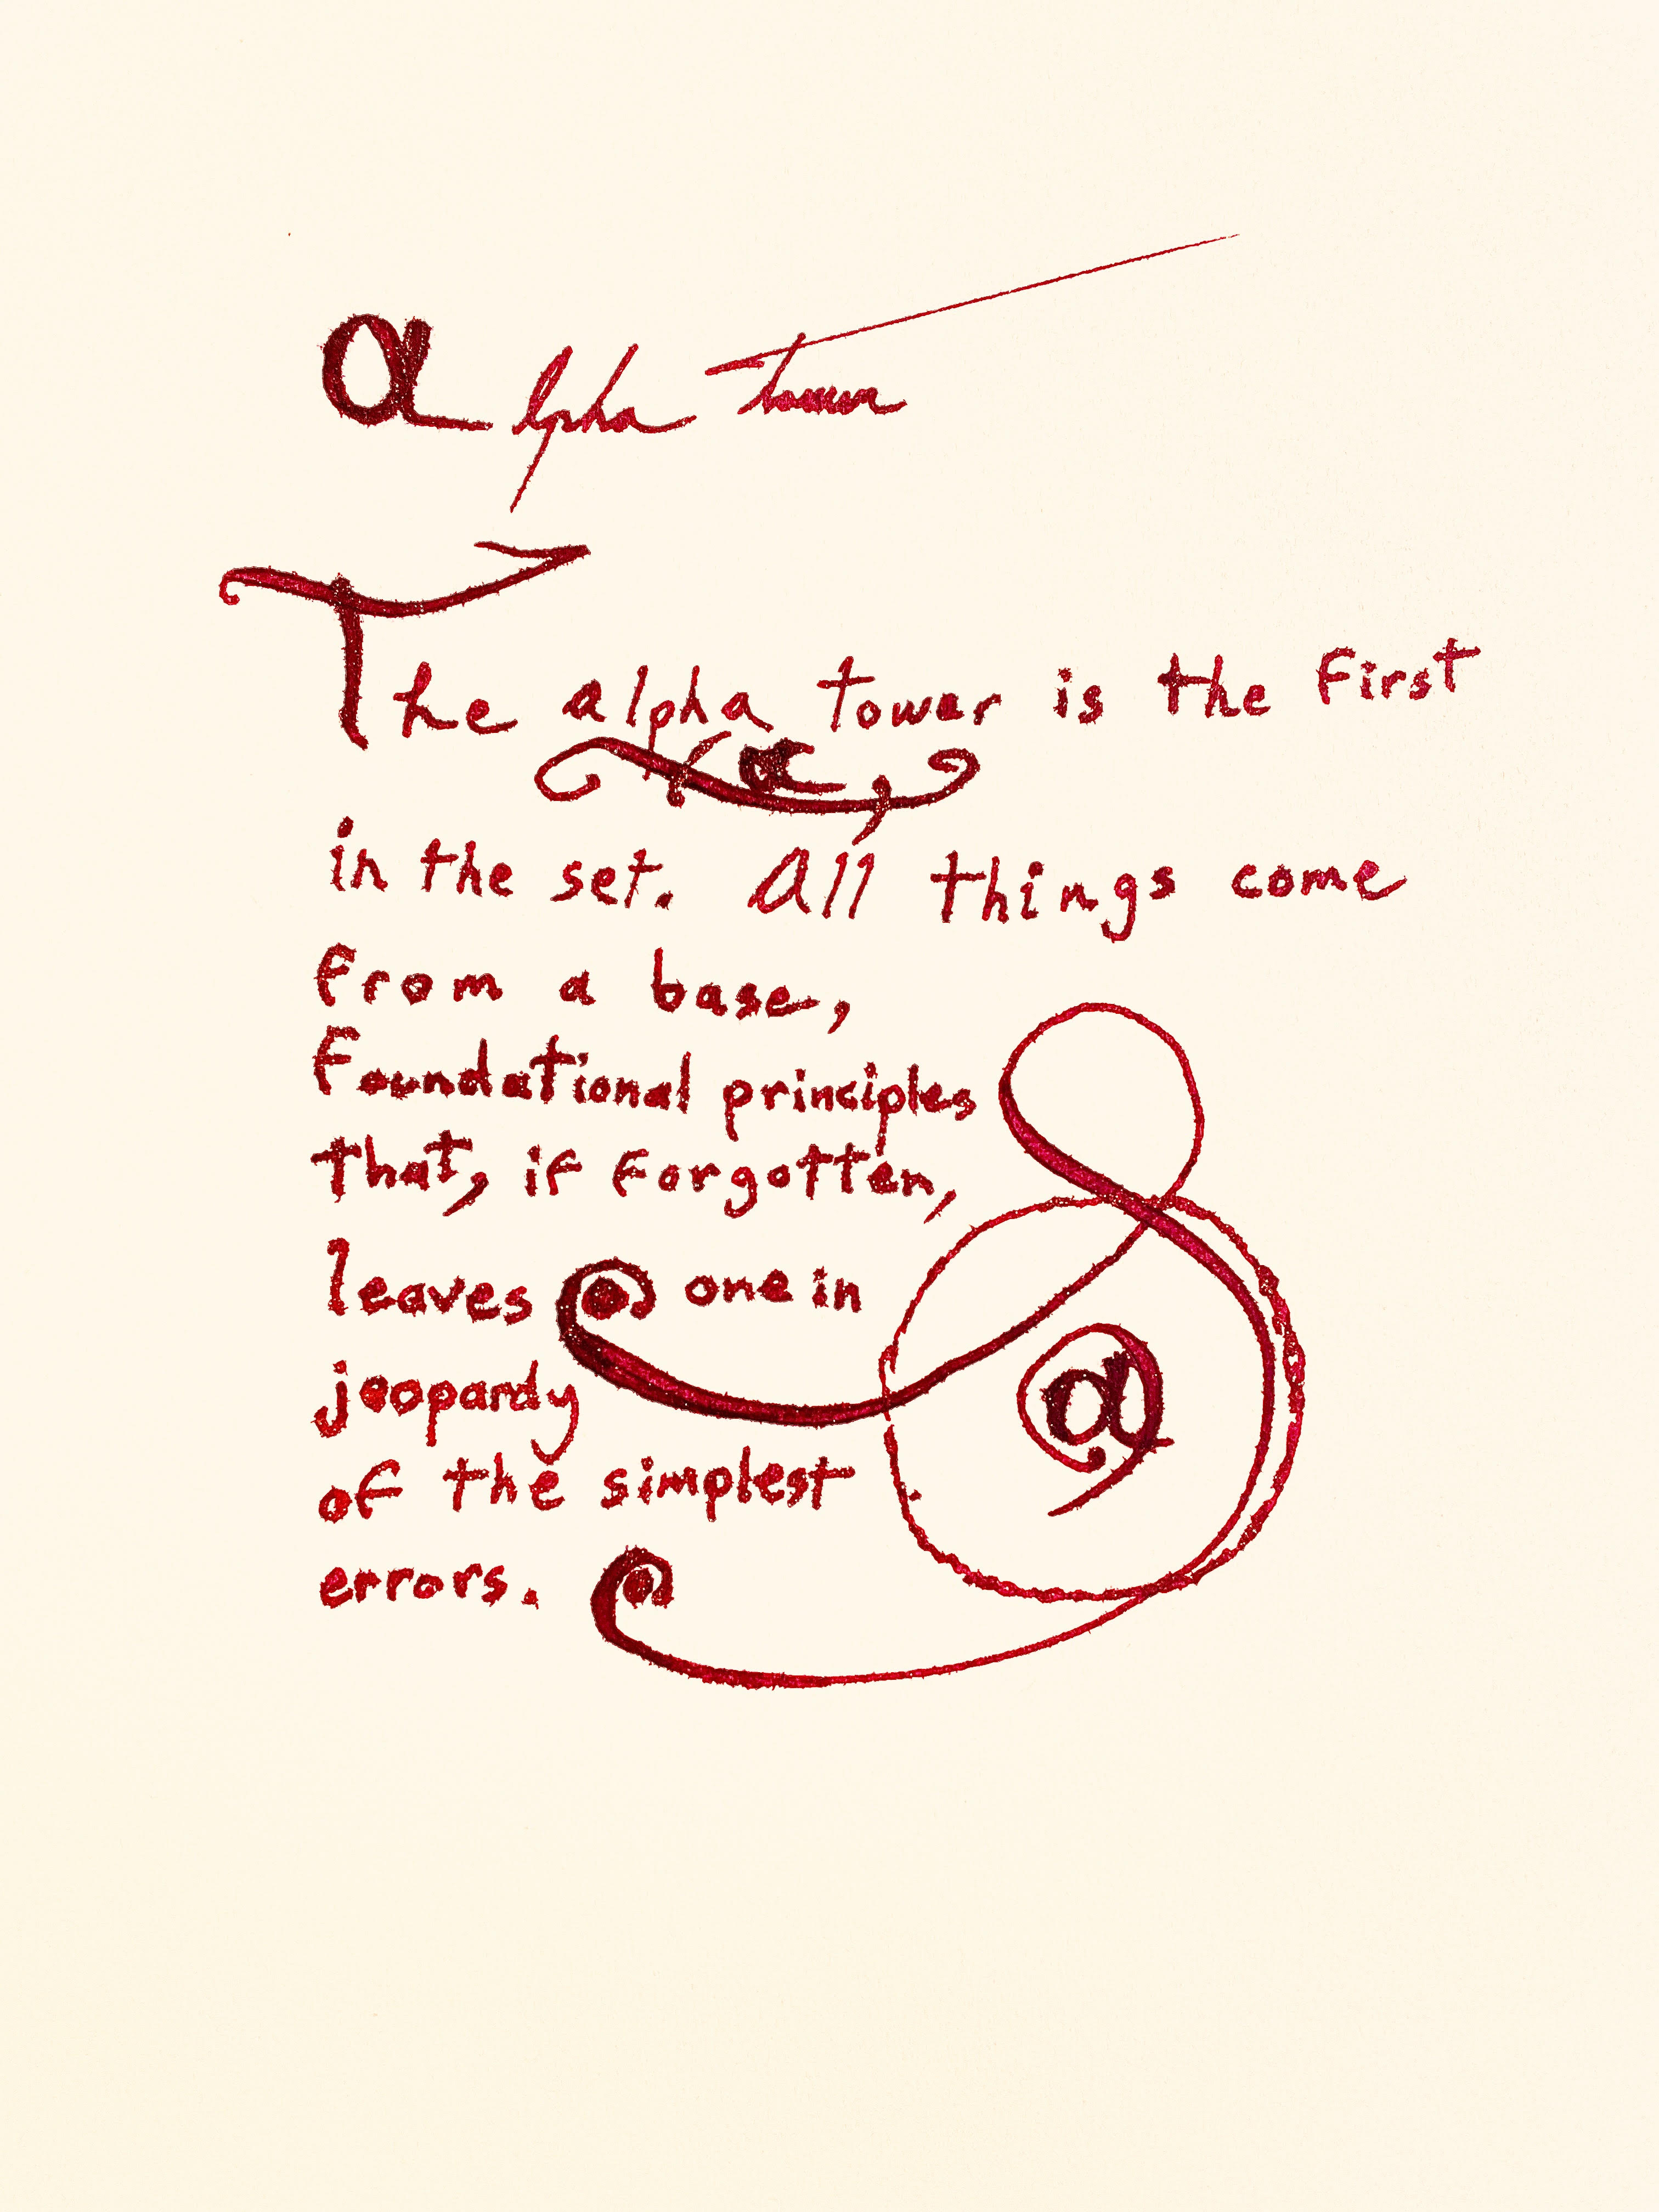 αlpha Tower
The alpha tower is the first
α
in the set. All things come
from a base,
foundational principles
that, if forgotten,
leaves one in
jeopardy
of the simplest
errors.
α